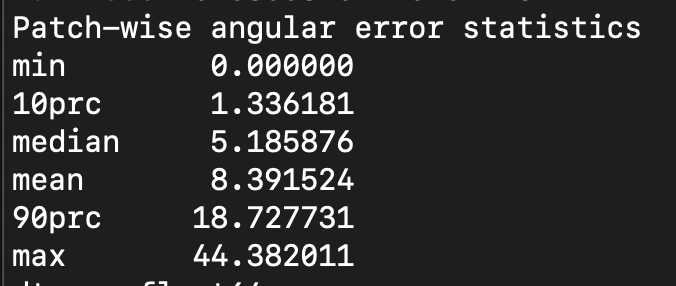 Patch-wise angular error statistics
min 0.000000
10prc 1.336181
median 5.185876
mean 8.391524
90prc 18.727731
max 44.382011